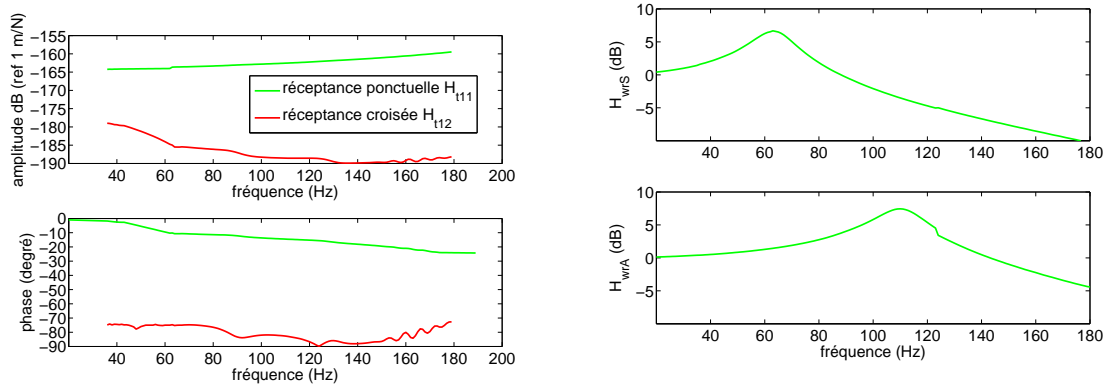 −155
−160
−165
−170
−175
−180
−185
−190
amplitude dB (ref 1 m/N)
réceptance ponctuelle H_t11
réceptance croisée H_t12
40 60 80 100 120 140 160 180 200
fréquence (Hz)
0
−10
−20
−30
−40
−50
−60
−70
−80
−90
phase (degré)
40 60 80 100 120 140 160 180 200
fréquence (Hz)
10
5
0
−5
H_wrS (dB)
40 60 80 100 120 140 160 180
10
5
0
−5
H_wrA (dB)
40 60 80 100 120 140 160 180
fréquence (Hz)